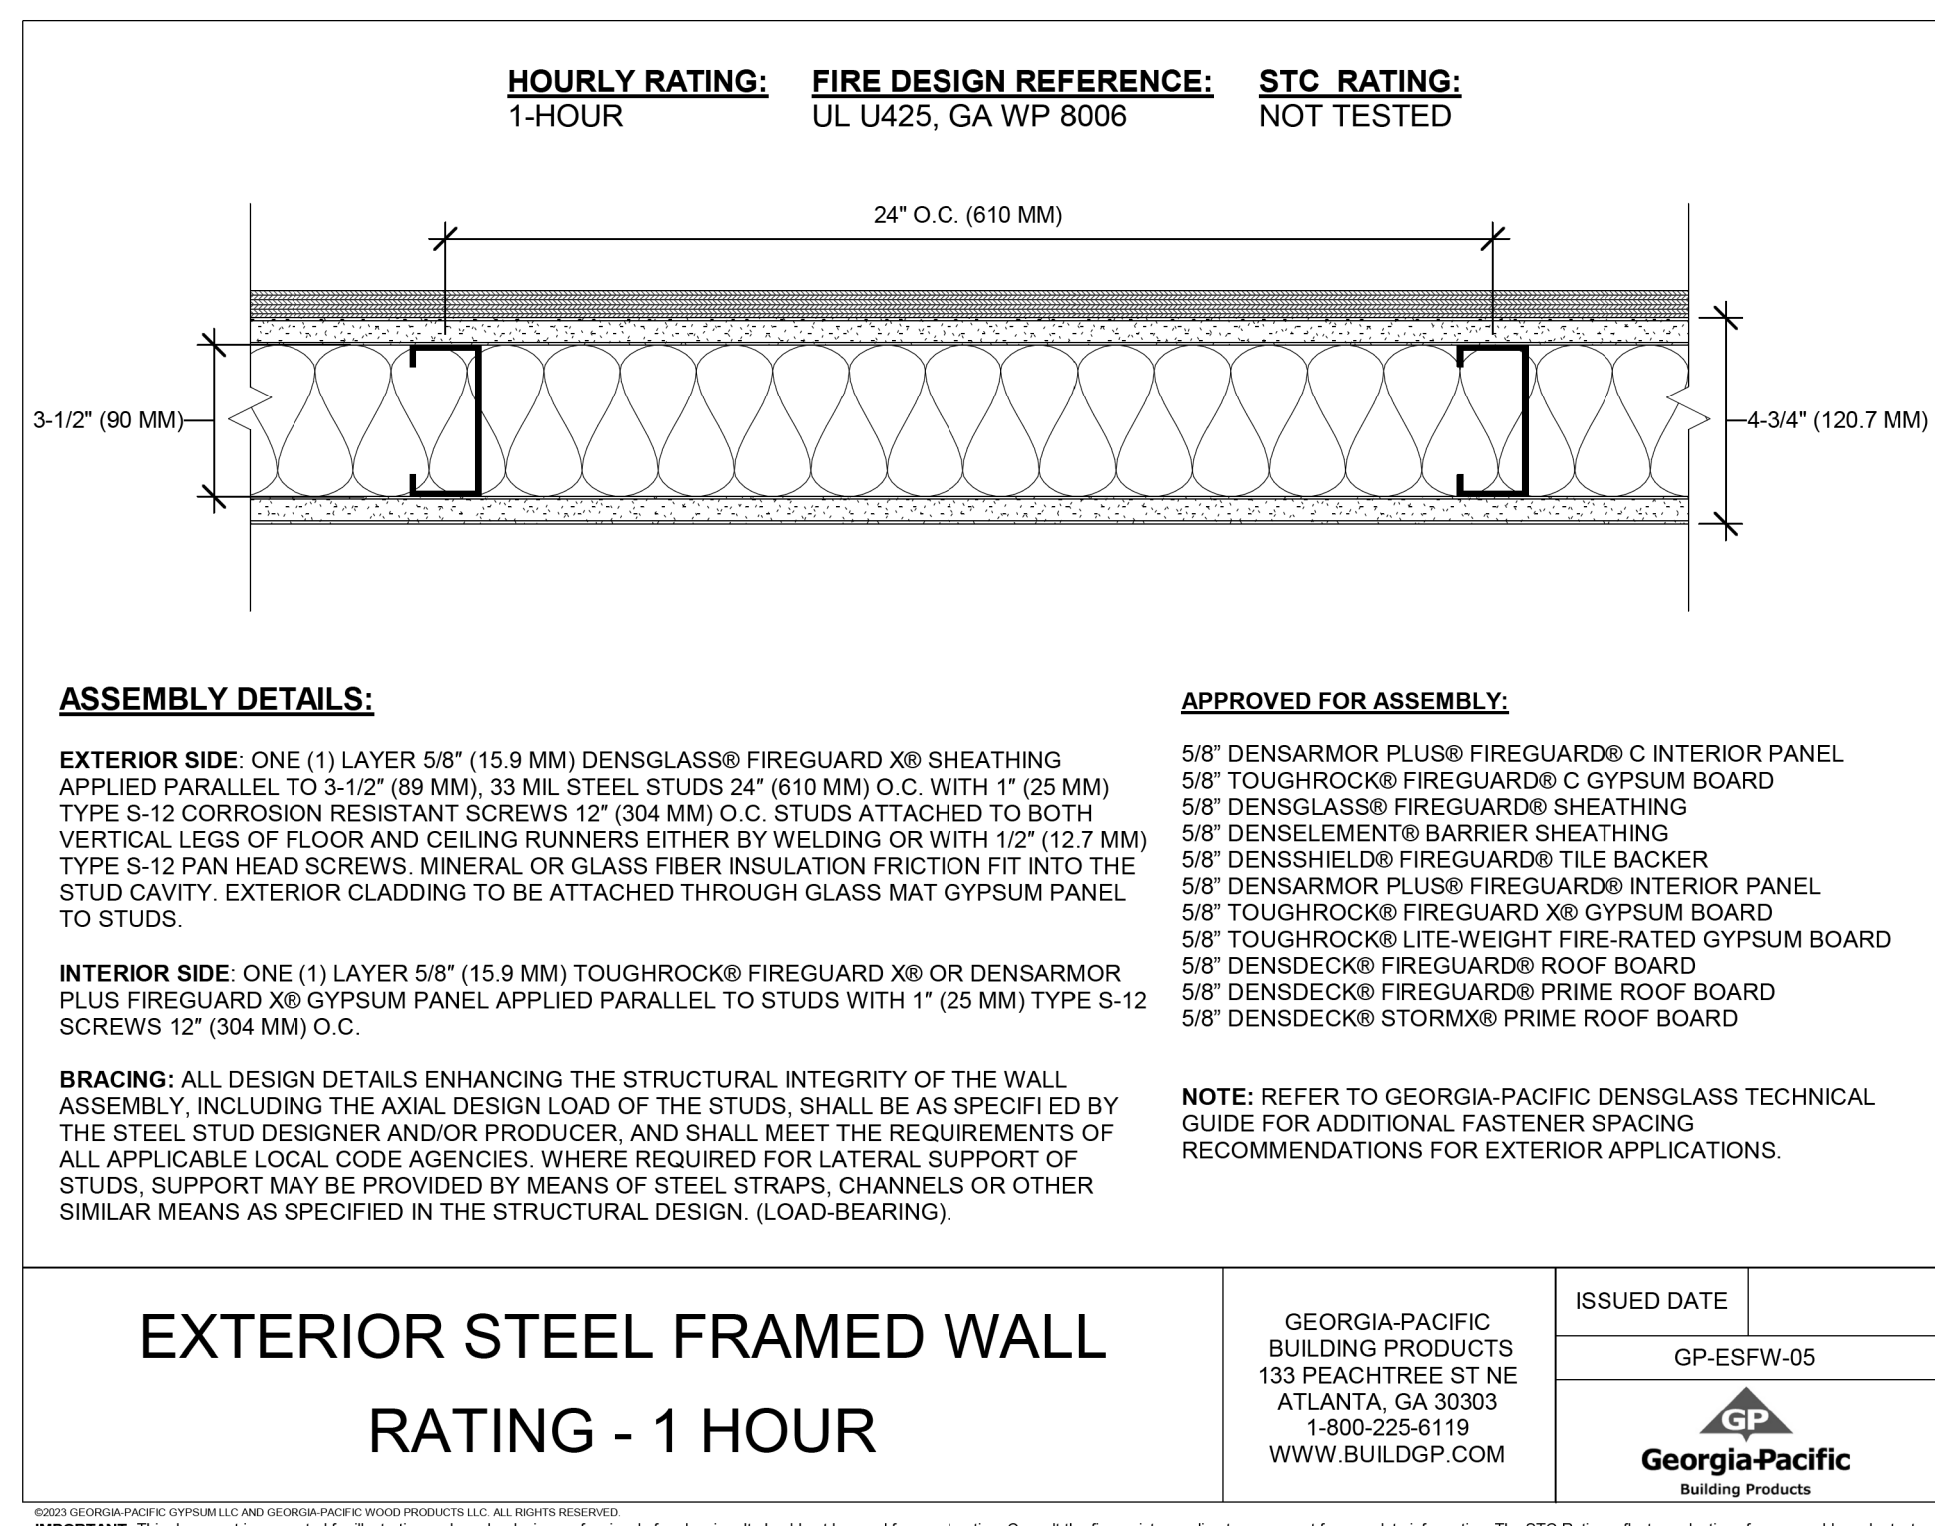 HOURLY RATING:
1-HOUR
FIRE DESIGN REFERENCE:
UL U425, GA WP 8006
STC RATING:
NOT TESTED
24" O.C. (610 MM)
3-1/2" (90 MM)
4-3/4" (120.7 MM)
ASSEMBLY DETAILS:
EXTERIOR SIDE: ONE (1) LAYER 5/8″ (15.9 MM) DENSGLASS® FIREGUARD X® SHEATHING
APPLIED PARALLEL TO 3-1/2″ (89 MM), 33 MIL STEEL STUDS 24″ (610 MM) O.C. WITH 1″ (25 MM)
TYPE S-12 CORROSION RESISTANT SCREWS 12″ (304 MM) O.C. STUDS ATTACHED TO BOTH
VERTICAL LEGS OF FLOOR AND CEILING RUNNERS EITHER BY WELDING OR WITH 1/2″ (12.7 MM)
TYPE S-12 PAN HEAD SCREWS. MINERAL OR GLASS FIBER INSULATION FRICTION FIT INTO THE
STUD CAVITY. EXTERIOR CLADDING TO BE ATTACHED THROUGH GLASS MAT GYPSUM PANEL
TO STUDS.
INTERIOR SIDE: ONE (1) LAYER 5/8″ (15.9 MM) TOUGHROCK® FIREGUARD X® OR DENSARMOR
PLUS FIREGUARD X® GYPSUM PANEL APPLIED PARALLEL TO STUDS WITH 1″ (25 MM) TYPE S-12
SCREWS 12″ (304 MM) O.C.
BRACING: ALL DESIGN DETAILS ENHANCING THE STRUCTURAL INTEGRITY OF THE WALL
ASSEMBLY, INCLUDING THE AXIAL DESIGN LOAD OF THE STUDS, SHALL BE AS SPECIFI ED BY
THE STEEL STUD DESIGNER AND/OR PRODUCER, AND SHALL MEET THE REQUIREMENTS OF
ALL APPLICABLE LOCAL CODE AGENCIES. WHERE REQUIRED FOR LATERAL SUPPORT OF
STUDS, SUPPORT MAY BE PROVIDED BY MEANS OF STEEL STRAPS, CHANNELS OR OTHER
SIMILAR MEANS AS SPECIFIED IN THE STRUCTURAL DESIGN. (LOAD-BEARING).
APPROVED FOR ASSEMBLY:
5/8” DENSARMOR PLUS® FIREGUARD® C INTERIOR PANEL
5/8” TOUGHROCK® FIREGUARD® C GYPSUM BOARD
5/8” DENSGLASS® FIREGUARD® SHEATHING
5/8” DENSELEMENT® BARRIER SHEATHING
5/8” DENSSHIELD® FIREGUARD® TILE BACKER
5/8” DENSARMOR PLUS® FIREGUARD® INTERIOR PANEL
5/8” TOUGHROCK® FIREGUARD X® GYPSUM BOARD
5/8” TOUGHROCK® LITE-WEIGHT FIRE-RATED GYPSUM BOARD
5/8” DENSDECK® FIREGUARD® ROOF BOARD
5/8” DENSDECK® FIREGUARD® PRIME ROOF BOARD
5/8” DENSDECK® STORMX® PRIME ROOF BOARD
NOTE: REFER TO GEORGIA-PACIFIC DENSGLASS TECHNICAL
GUIDE FOR ADDITIONAL FASTENER SPACING
RECOMMENDATIONS FOR EXTERIOR APPLICATIONS.
EXTERIOR STEEL FRAMED WALL
RATING - 1 HOUR
GEORGIA-PACIFIC
BUILDING PRODUCTS
133 PEACHTREE ST NE
ATLANTA, GA 30303
1-800-225-6119
WWW.BUILDGP.COM
ISSUED DATE
GP-ESFW-05
GP
Georgia-Pacific
Building Products
©2023 GEORGIA-PACIFIC GYPSUM LLC AND GEORGIA-PACIFIC WOOD PRODUCTS LLC. ALL RIGHTS RESERVED.